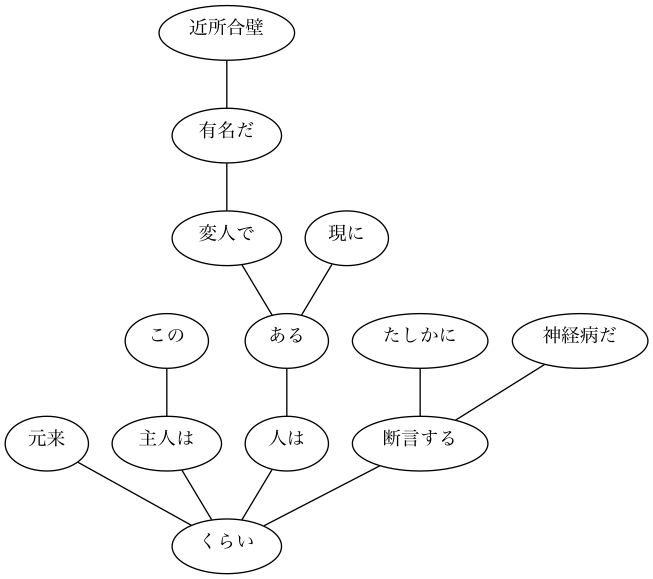 近所合壁
有名だ
変人で
現に
この
ある
たしかに
神経病だ
元来
主人は
人は
断言する
くらい